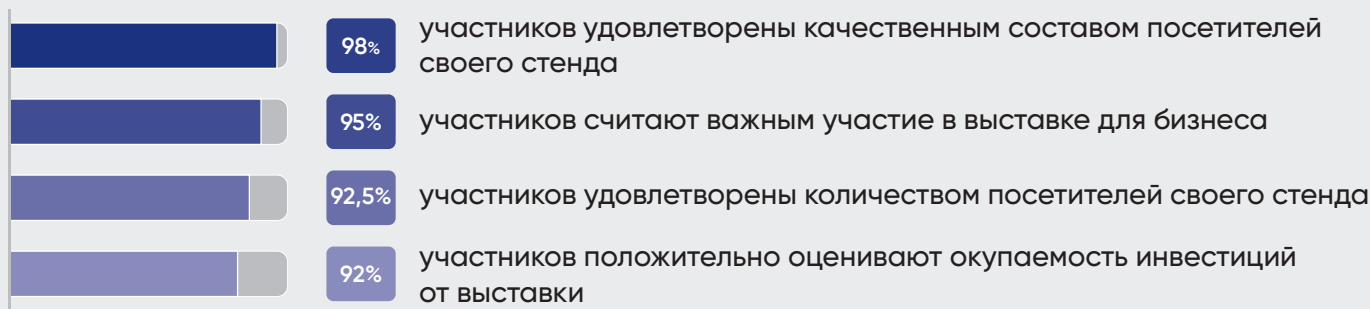 98%
участников удовлетворены качественным составом посетителей
своего стенда
95%
участников считают важным участие в выставке для бизнеса
92,5%
участников удовлетворены количеством посетителей своего стенда
92%
участников положительно оценивают окупаемость инвестиций
от выставки